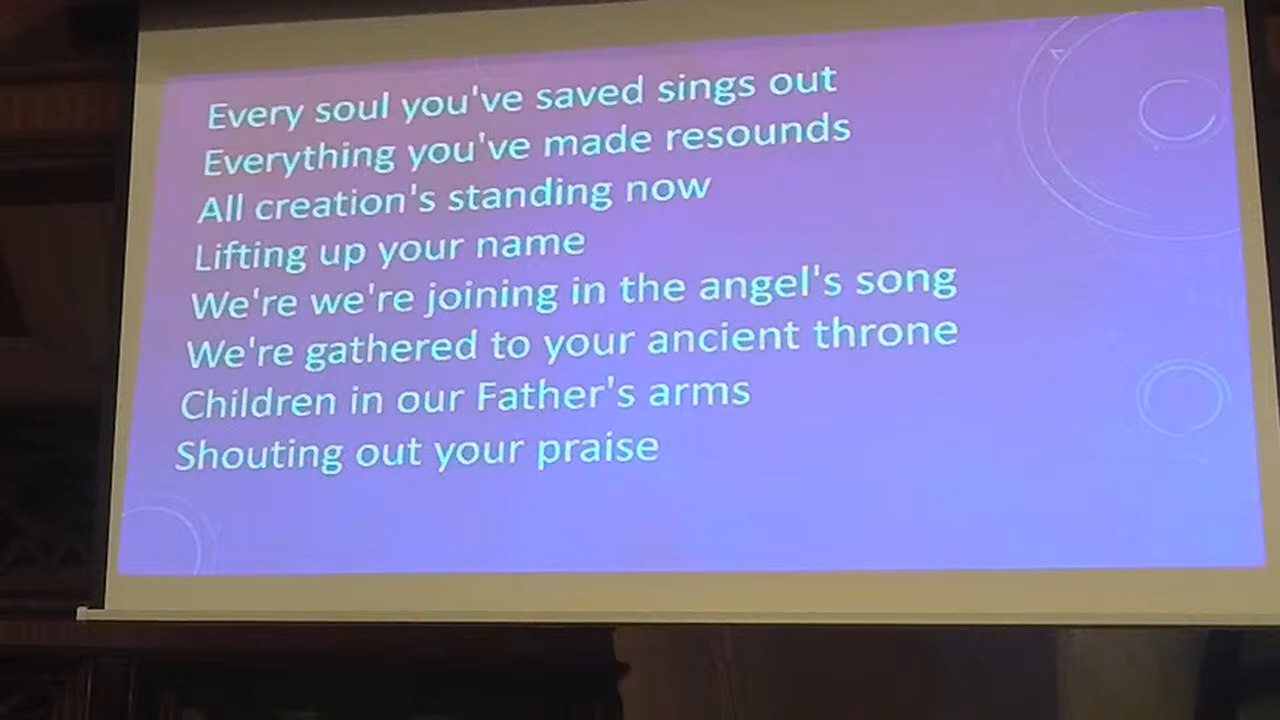 Every soul you've saved sings out
Everything you've made resounds
All creation's standing now
Lifting up your name
We're we're joining in the angel's song
We're gathered to your ancient throne
Children in our Father's arms
Shouting out your praise